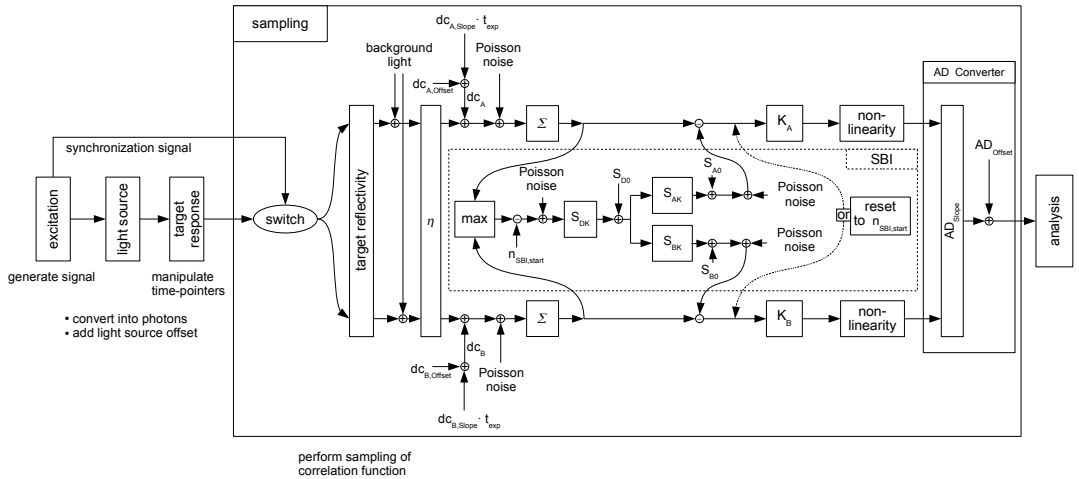 sampling
dc_A,Slope · t_exp
background
light
Poisson
noise
dc_A,Offset
dc_A
AD Converter
synchronization signal
Σ
K_A
non-
linearity
SBI
AD_Offset
S_A0
Poisson
noise
S_D0
Poisson
noise
excitation
light source
target
response
switch
target reflectivity
η
max
S_DK
S_AK
or
reset
to n_SBI,start
AD_Slope
analysis
n_SBI,start
S_BK
Poisson
noise
S_B0
generate signal
manipulate
time-pointers
• convert into photons
• add light source offset
Σ
K_B
non-
linearity
dc_B
dc_B,Offset
Poisson
noise
dc_B,Slope · t_exp
perform sampling of
correlation function